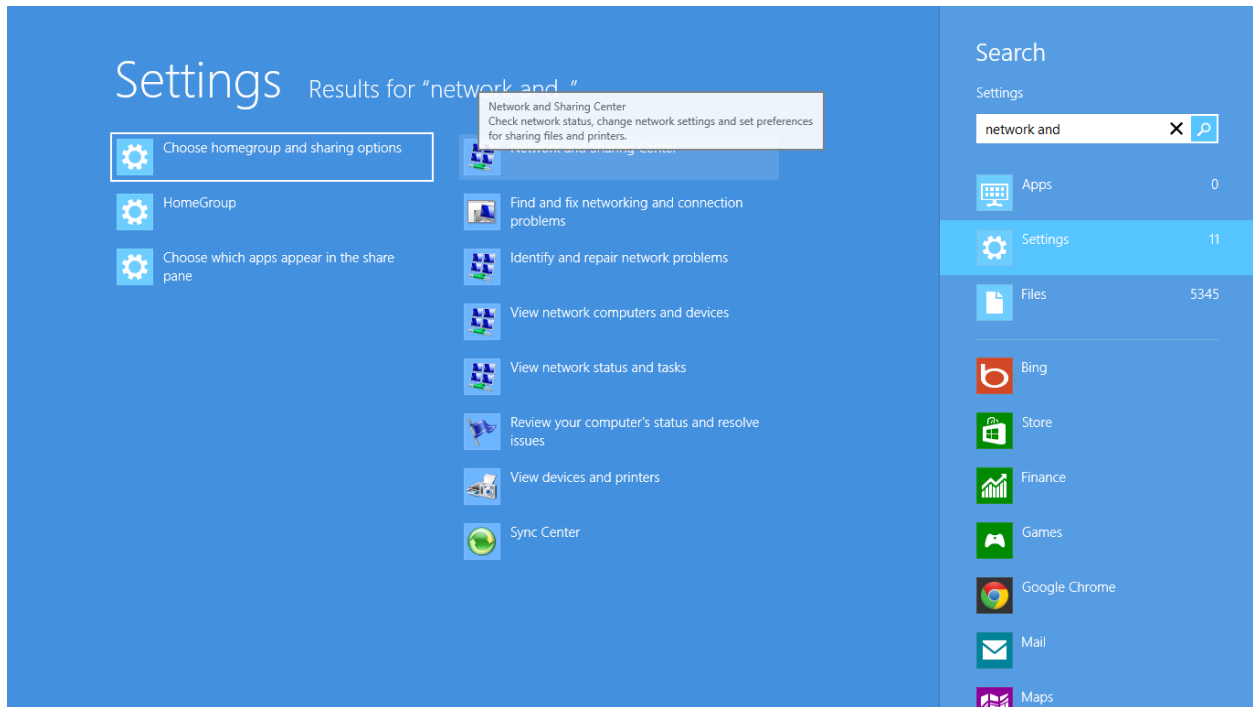 Settings Results for “network and ”
Network and Sharing Center
Check network status, change network settings and set preferences
for sharing files and printers.
Choose homegroup and sharing options
HomeGroup
Choose which apps appear in the share
pane
Network and Sharing Center
Find and fix networking and connection
problems
Identify and repair network problems
View network computers and devices
View network status and tasks
Review your computer's status and resolve
issues
View devices and printers
Sync Center
Search
Settings
network and
Apps 0
Settings 11
Files 5345
Bing
Store
Finance
Games
Google Chrome
Mail
Maps